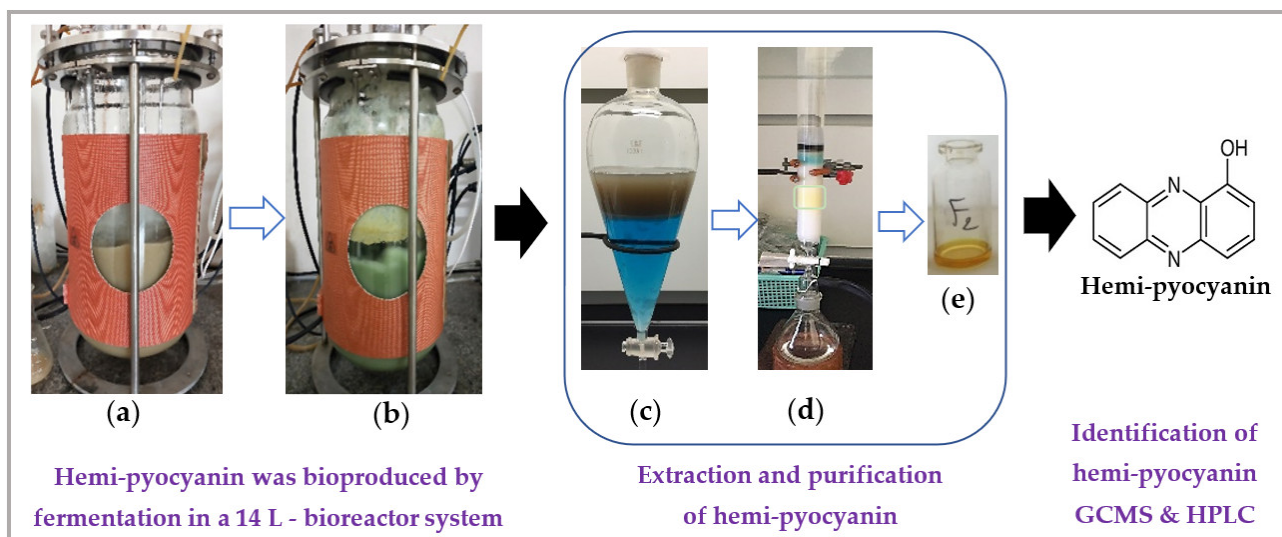 OH
N
N
Hemi-pyocyanin
F2
(a)
(b)
(c)
(d)
(e)
Hemi-pyocyanin was bioproduced by
fermentation in a 14 L - bioreactor system
Extraction and purification
of hemi-pyocyanin
Identification of
hemi-pyocyanin
GCMS & HPLC